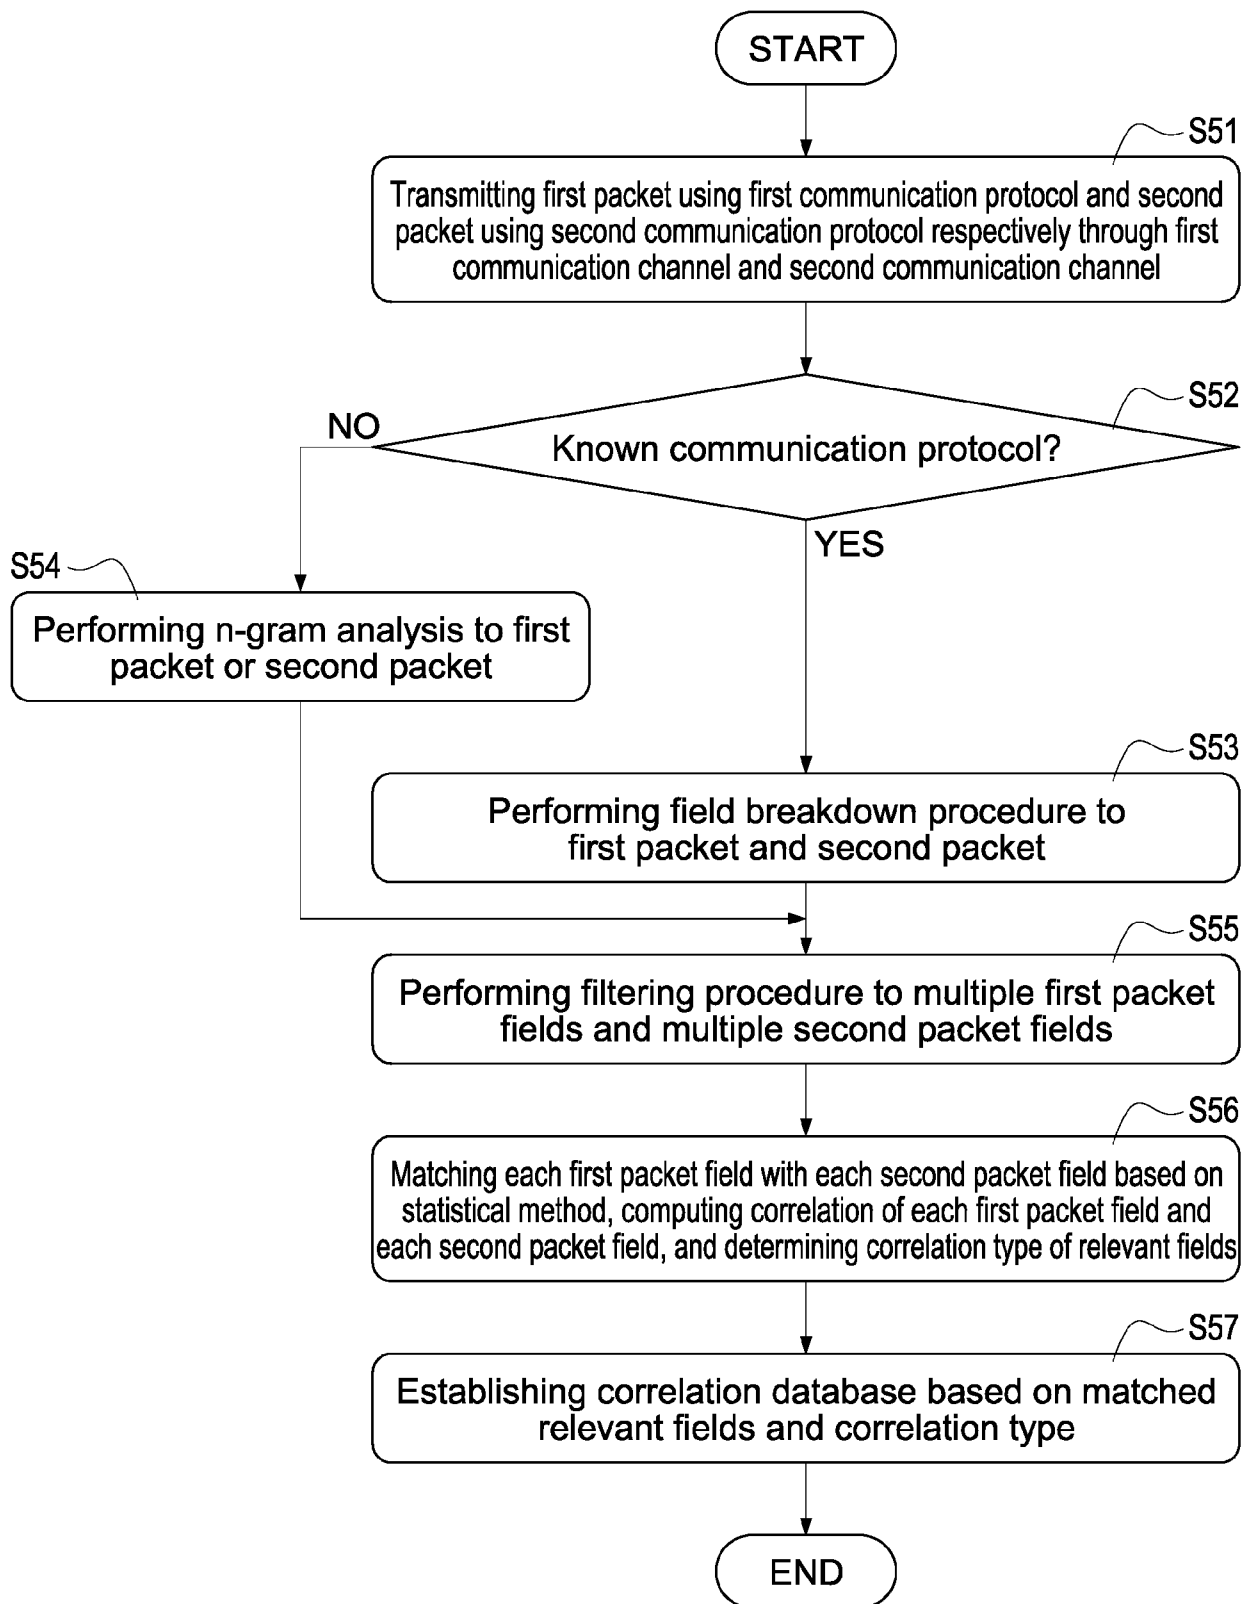 START
S51
Transmitting first packet using first communication protocol and second
packet using second communication protocol respectively through first
communication channel and second communication channel
S52
NO
Known communication protocol?
YES
S54
Performing n-gram analysis to first
packet or second packet
S53
Performing field breakdown procedure to
first packet and second packet
S55
Performing filtering procedure to multiple first packet
fields and multiple second packet fields
S56
Matching each first packet field with each second packet field based on
statistical method, computing correlation of each first packet field and
each second packet field, and determining correlation type of relevant fields
S57
Establishing correlation database based on matched
relevant fields and correlation type
END